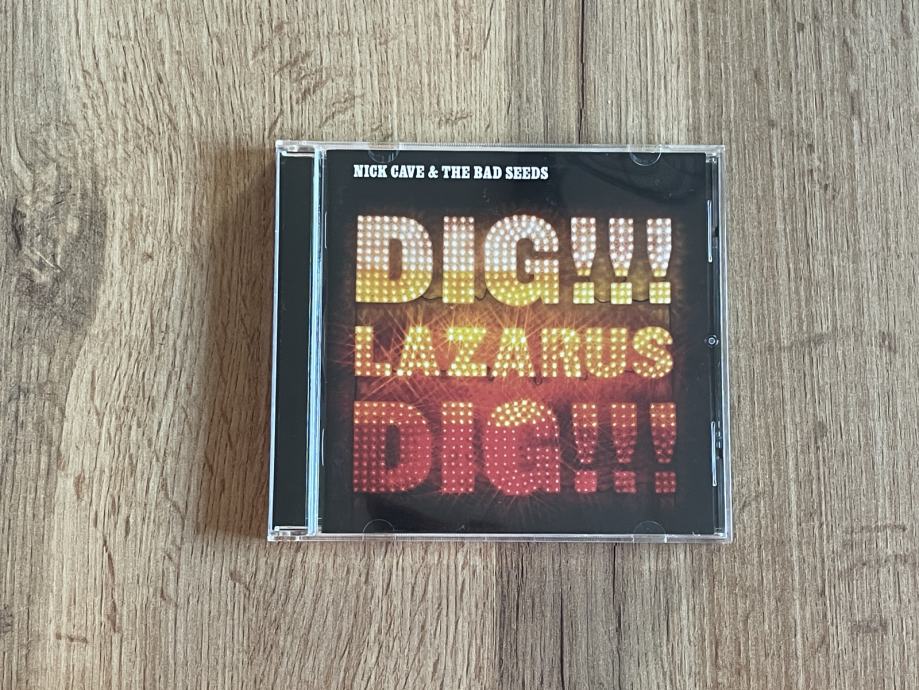 NICK CAVE & THE BAD SEEDS
DIG!!!
LAZARUS
DIG!!!